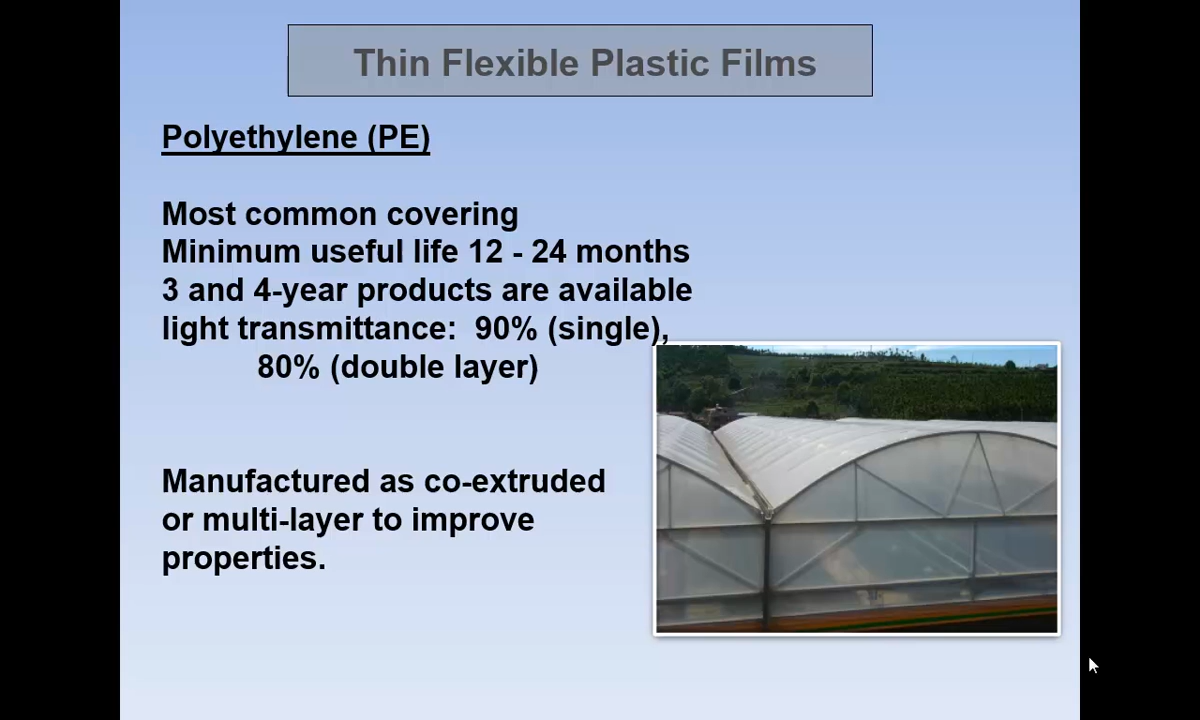 Thin Flexible Plastic Films
Polyethylene (PE)
Most common covering
Minimum useful life 12 - 24 months
3 and 4-year products are available
light transmittance:  90% (single),
80% (double layer)
Manufactured as co-extruded
or multi-layer to improve
properties.